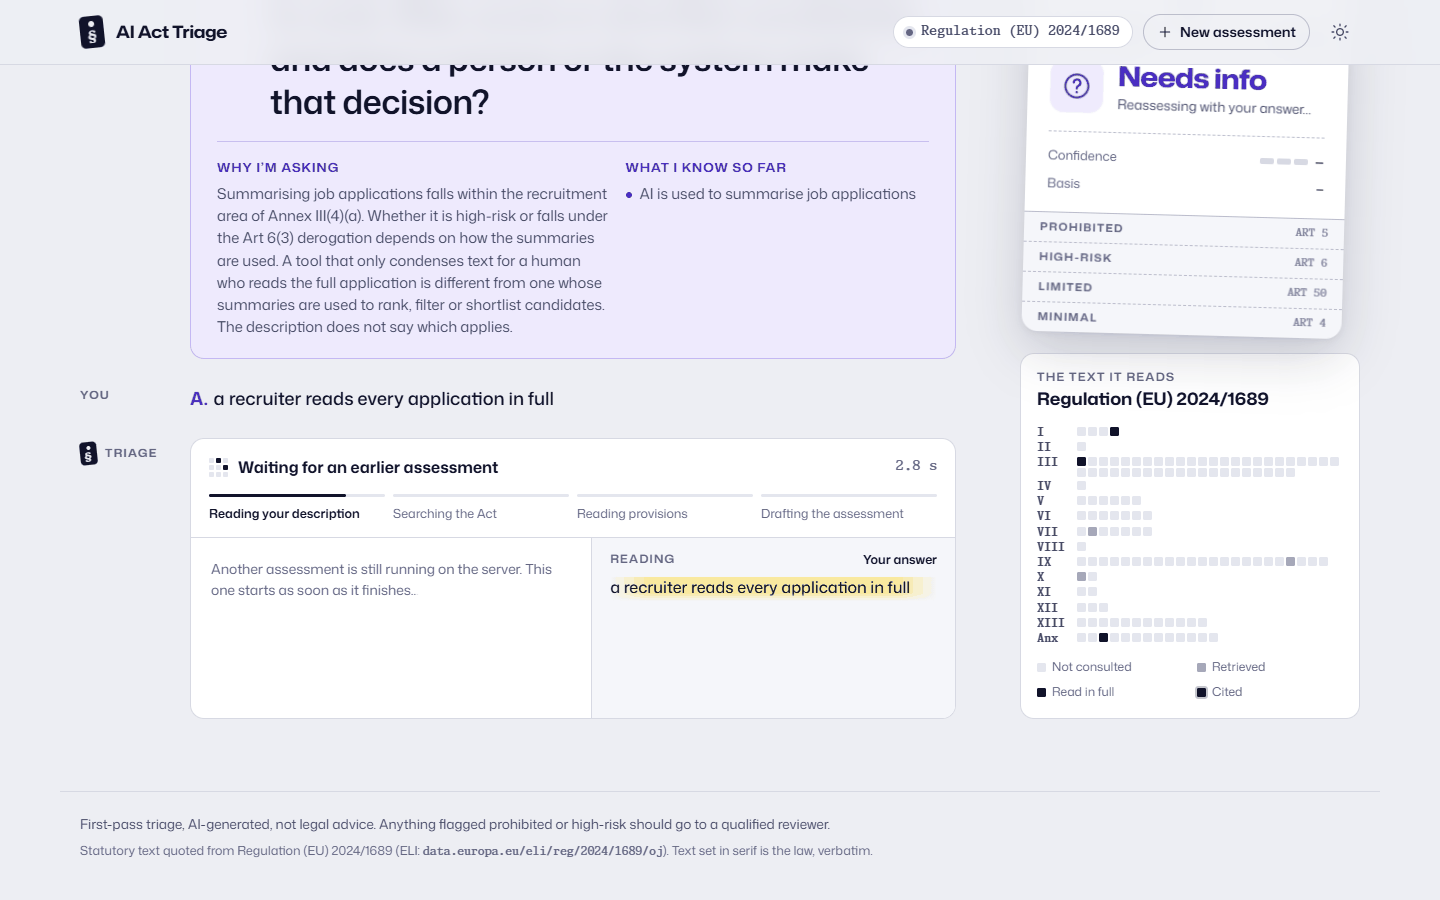 AI Act Triage
Regulation (EU) 2024/1689
New assessment
and does a person or the system make
that decision?
WHY I'M ASKING
Summarising job applications falls within the recruitment
area of Annex III(4)(a). Whether it is high-risk or falls under
the Art 6(3) derogation depends on how the summaries
are used. A tool that only condenses text for a human
who reads the full application is different from one whose
summaries are used to rank, filter or shortlist candidates.
The description does not say which applies.
WHAT I KNOW SO FAR
AI is used to summarise job applications
YOU
A. a recruiter reads every application in full
§ TRIAGE
Waiting for an earlier assessment
2.8 s
Reading your description
Searching the Act
Reading provisions
Drafting the assessment
Another assessment is still running on the server. This
one starts as soon as it finishes..
READING
Your answer
a recruiter reads every application in full
Needs info
Reassessing with your answer...
Confidence –
Basis –
PROHIBITED ART 5
HIGH-RISK ART 6
LIMITED ART 50
MINIMAL ART 4
THE TEXT IT READS
Regulation (EU) 2024/1689
I
II
III
IV
V
VI
VII
VIII
IX
X
XI
XII
XIII
Anx
Not consulted
Retrieved
Read in full
Cited
First-pass triage, AI-generated, not legal advice. Anything flagged prohibited or high-risk should go to a qualified reviewer.
Statutory text quoted from Regulation (EU) 2024/1689 (ELI: data.europa.eu/eli/reg/2024/1689/oj). Text set in serif is the law, verbatim.